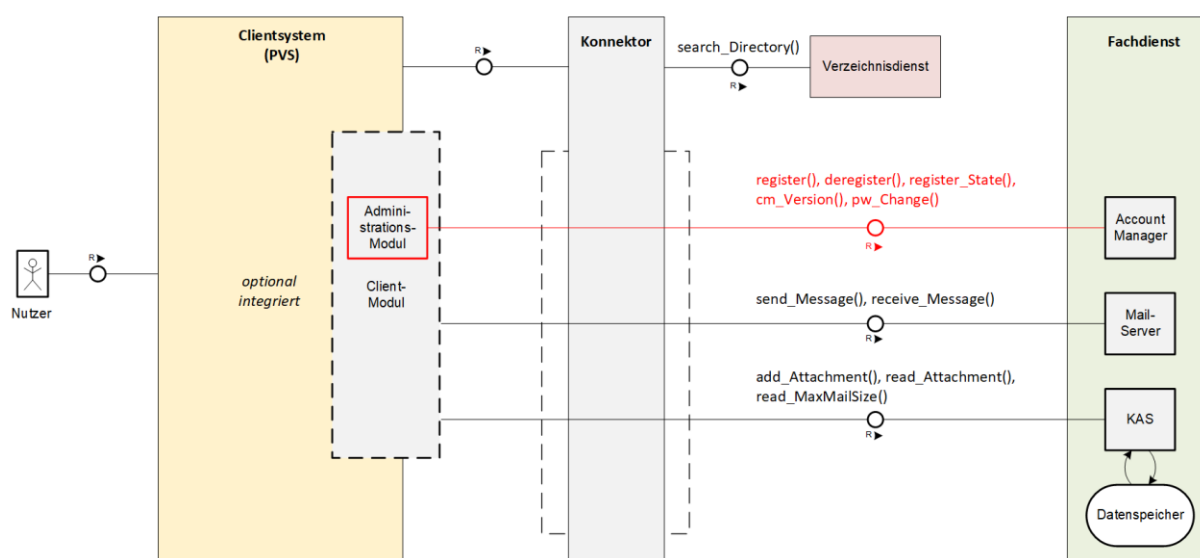 Clientsystem
(PVS)
Konnektor
Fachdienst
R
search_Directory()
R
Verzeichnisdienst
register(), deregister(), register_State(),
cm_Version(), pw_Change()
Admini-
strations-
Modul
R
Account
Manager
R
Nutzer
optional
integriert
Client-
Modul
send_Message(), receive_Message()
R
Mail-
Server
add_Attachment(), read_Attachment(),
read_MaxMailSize()
R
KAS
Datenspeicher